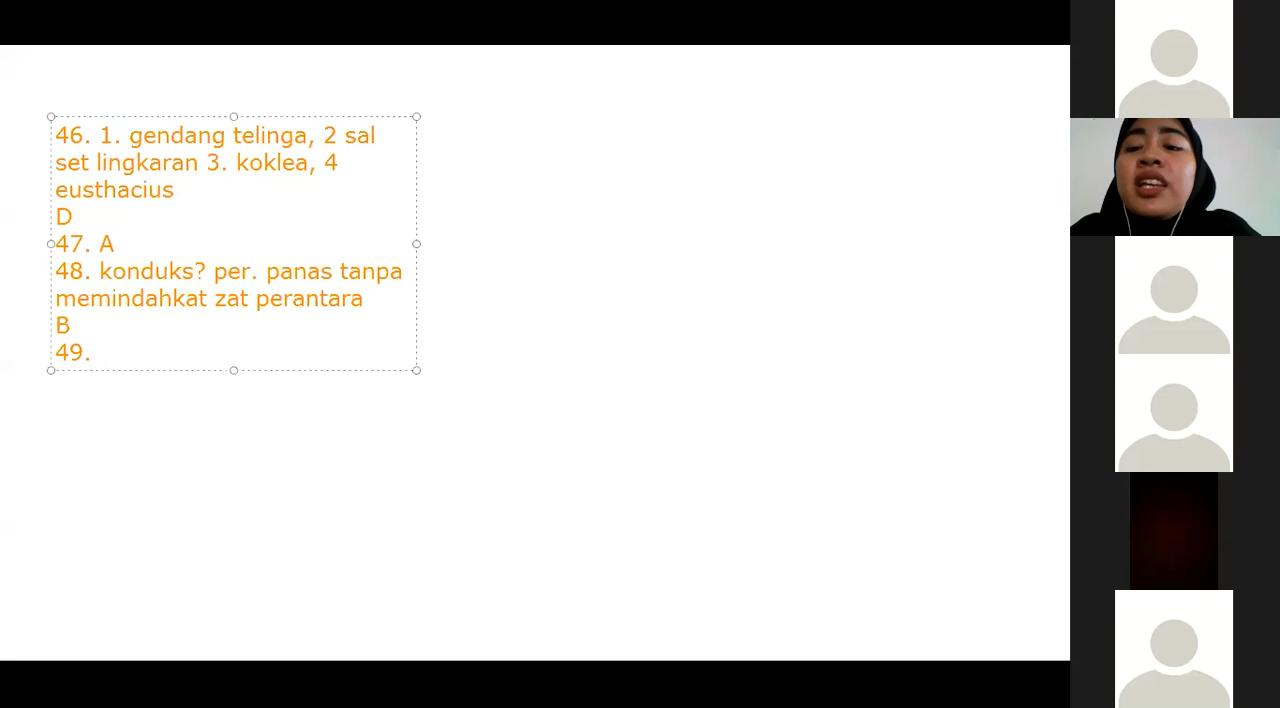 46. 1. gendang telinga, 2 sal
set lingkaran 3. koklea, 4
eusthacius
D
47. A
48. konduks? per. panas tanpa
memindahkat zat perantara
B
49.